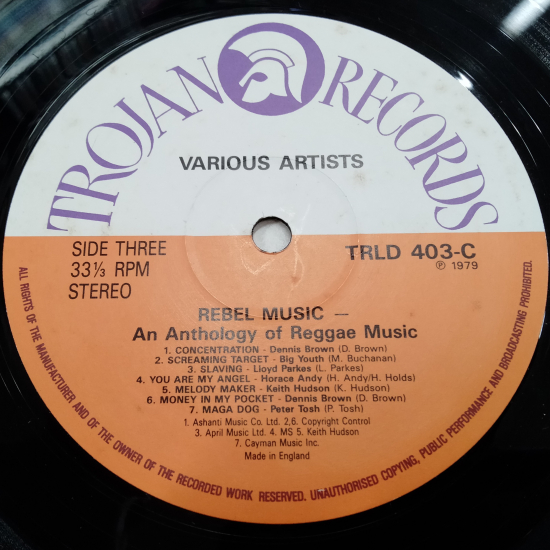 TROJAN RECORDS
VARIOUS ARTISTS
SIDE THREE
33⅓ RPM
STEREO
TRLD 403-C
℗ 1979
REBEL MUSIC —
An Anthology of Reggae Music
1. CONCENTRATION - Dennis Brown (D. Brown)
2. SCREAMING TARGET - Big Youth (M. Buchanan)
3. SLAVING - Lloyd Parkes (L. Parkes)
4. YOU ARE MY ANGEL - Horace Andy (H. Andy/H. Holds)
5. MELODY MAKER - Keith Hudson (K. Hudson)
6. MONEY IN MY POCKET - Dennis Brown (D. Brown)
7. MAGA DOG - Peter Tosh (P. Tosh)
1. Ashanti Music Co. Ltd. 2,6. Copyright Control
3. April Music Ltd. 4. MS 5. Keith Hudson
7. Cayman Music Inc.
Made in England
ALL RIGHTS OF THE MANUFACTURER AND OF THE OWNER OF THE RECORDED WORK RESERVED. UNAUTHORISED COPYING, PUBLIC PERFORMANCE AND BROADCASTING PROHIBITED.